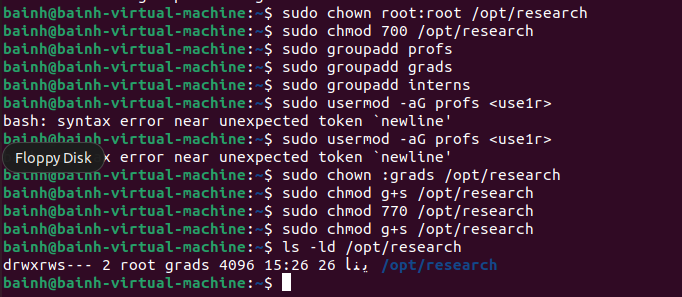 bainh@bainh-virtual-machine:~$ sudo chown root:root /opt/research
bainh@bainh-virtual-machine:~$ sudo chmod 700 /opt/research
bainh@bainh-virtual-machine:~$ sudo groupadd profs
bainh@bainh-virtual-machine:~$ sudo groupadd grads
bainh@bainh-virtual-machine:~$ sudo groupadd interns
bainh@bainh-virtual-machine:~$ sudo usermod -aG profs <use1r>
bash: syntax error near unexpected token `newline'
bainh@bainh-virtual-machine:~$ sudo usermod -aG profs <use1r>
Floppy Disk
x error near unexpected token `newline'
bainh@bainh-virtual-machine:~$ sudo chown :grads /opt/research
bainh@bainh-virtual-machine:~$ sudo chmod g+s /opt/research
bainh@bainh-virtual-machine:~$ sudo chmod 770 /opt/research
bainh@bainh-virtual-machine:~$ sudo chmod g+s /opt/research
bainh@bainh-virtual-machine:~$ ls -ld /opt/research
drwxrws--- 2 root grads 4096 15:26 26 /opt/research
bainh@bainh-virtual-machine:~$